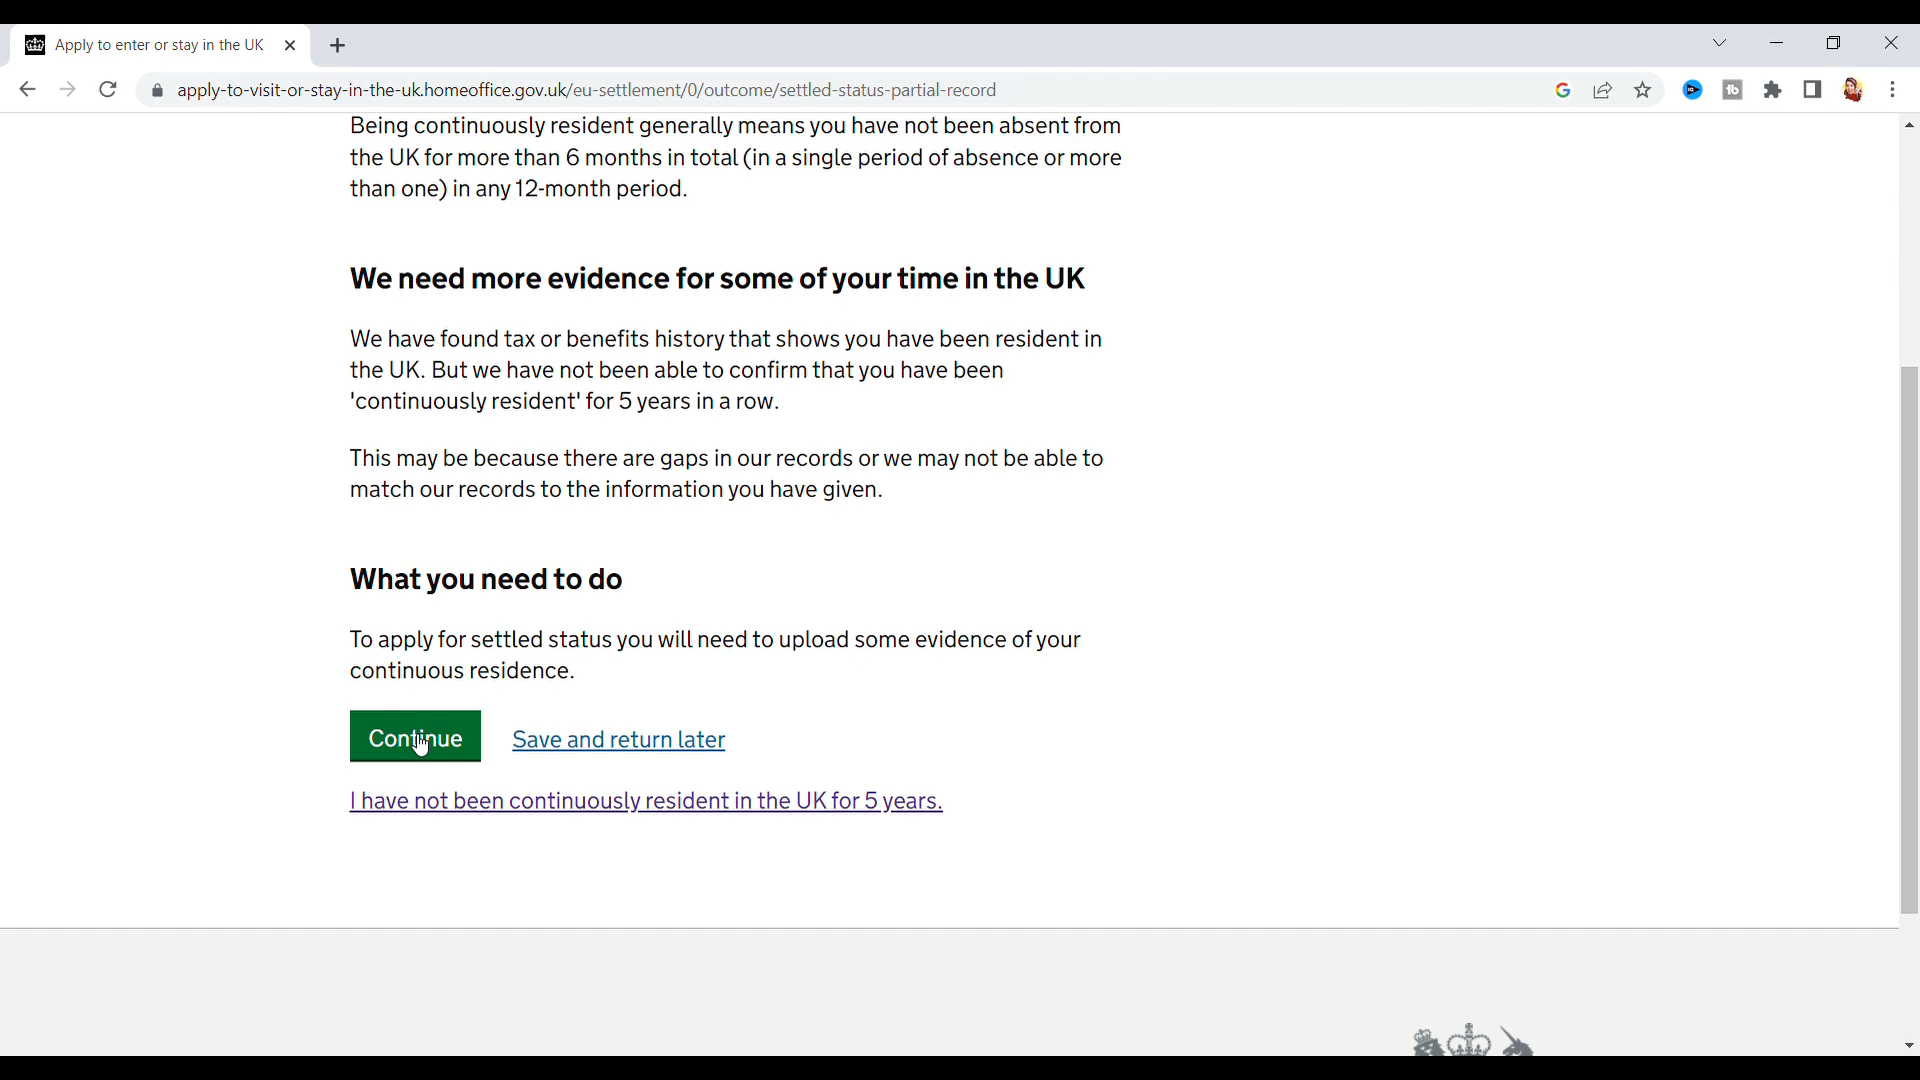 Apply to enter or stay in the UK
apply-to-visit-or-stay-in-the-uk.homeoffice.gov.uk/eu-settlement/0/outcome/settled-status-partial-record
Being continuously resident generally means you have not been absent from
the UK for more than 6 months in total (in a single period of absence or more
than one) in any 12-month period.
We need more evidence for some of your time in the UK
We have found tax or benefits history that shows you have been resident in
the UK. But we have not been able to confirm that you have been
'continuously resident' for 5 years in a row.
This may be because there are gaps in our records or we may not be able to
match our records to the information you have given.
What you need to do
To apply for settled status you will need to upload some evidence of your
continuous residence.
Continue Save and return later
I have not been continuously resident in the UK for 5 years.